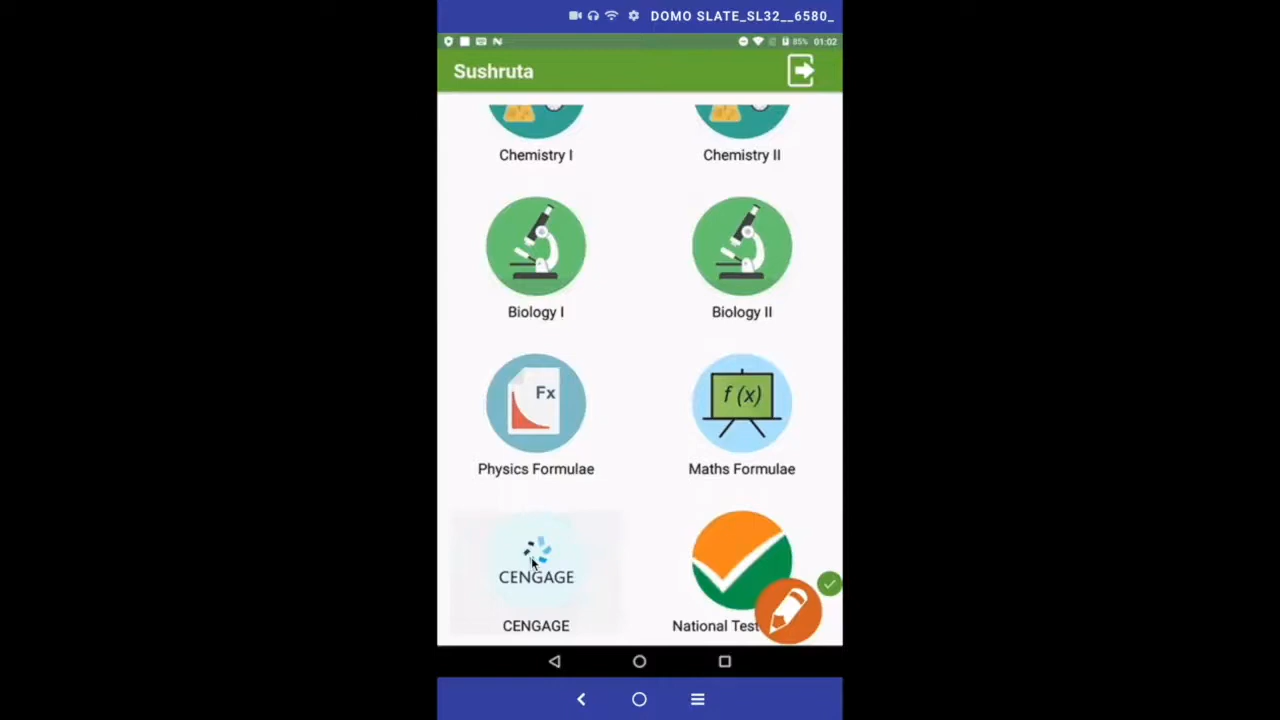 DOMO SLATE_SL32__6580_
85% 01:02
Sushruta
Chemistry I
Chemistry II
Biology I
Biology II
Fx
f (x)
Physics Formulae
Maths Formulae
CENGAGE
CENGAGE
National Test